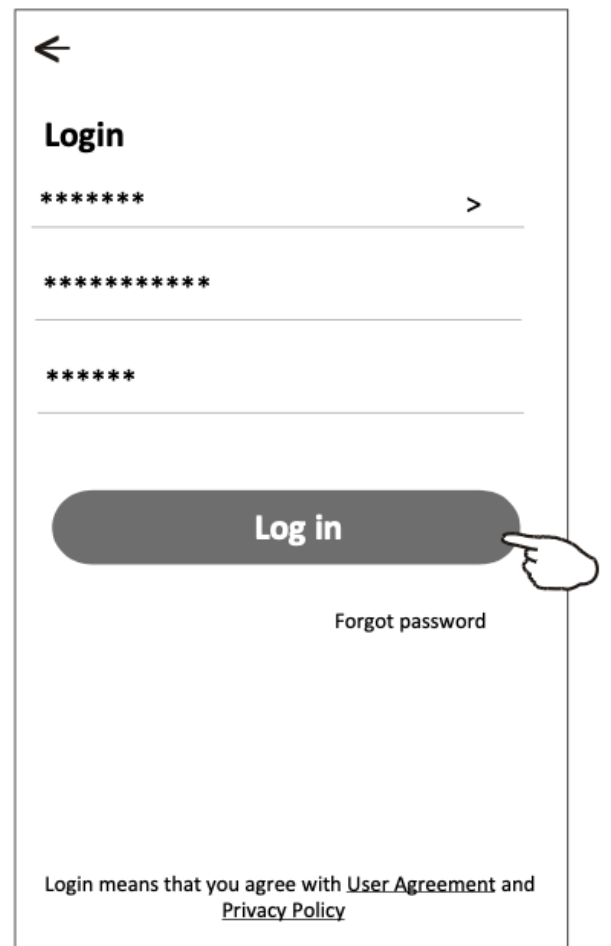 Login
*******
>
***********
******
Log in
Forgot password
Login means that you agree with User Agreement and
Privacy Policy